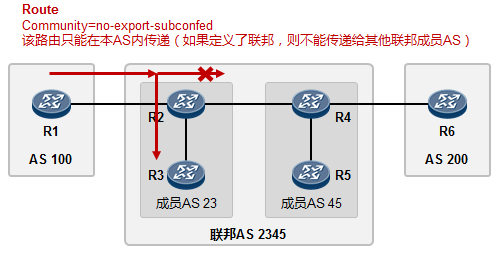 Route
Community=no-export-subconfed
该路由只能在本AS内传递（如果定义了联邦，则不能传递给其他联邦成员AS）
R1
R2
R4
R6
AS 100
R3
R5
AS 200
成员AS 23
成员AS 45
联邦AS 2345